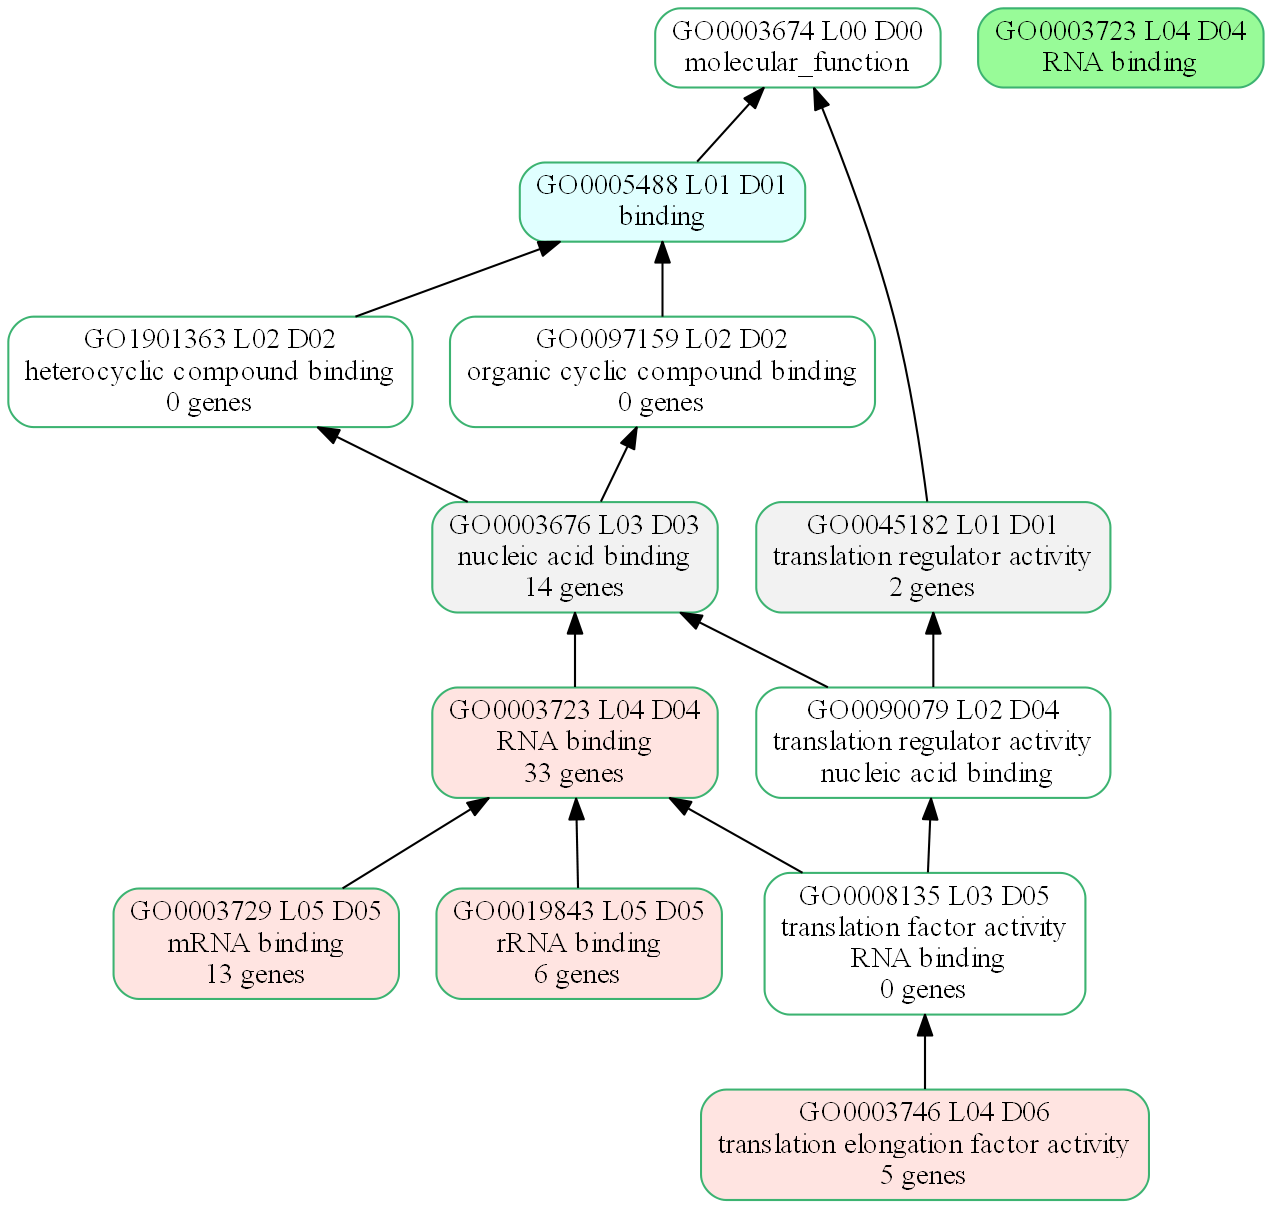 GO0003674 L00 D00
molecular_function
GO0003723 L04 D04
RNA binding
GO0005488 L01 D01
binding
GO1901363 L02 D02
heterocyclic compound binding
0 genes
GO0097159 L02 D02
organic cyclic compound binding
0 genes
GO0003676 L03 D03
nucleic acid binding
14 genes
GO0045182 L01 D01
translation regulator activity
2 genes
GO0003723 L04 D04
RNA binding
33 genes
GO0090079 L02 D04
translation regulator activity
nucleic acid binding
GO0003729 L05 D05
mRNA binding
13 genes
GO0019843 L05 D05
rRNA binding
6 genes
GO0008135 L03 D05
translation factor activity
RNA binding
0 genes
GO0003746 L04 D06
translation elongation factor activity
5 genes